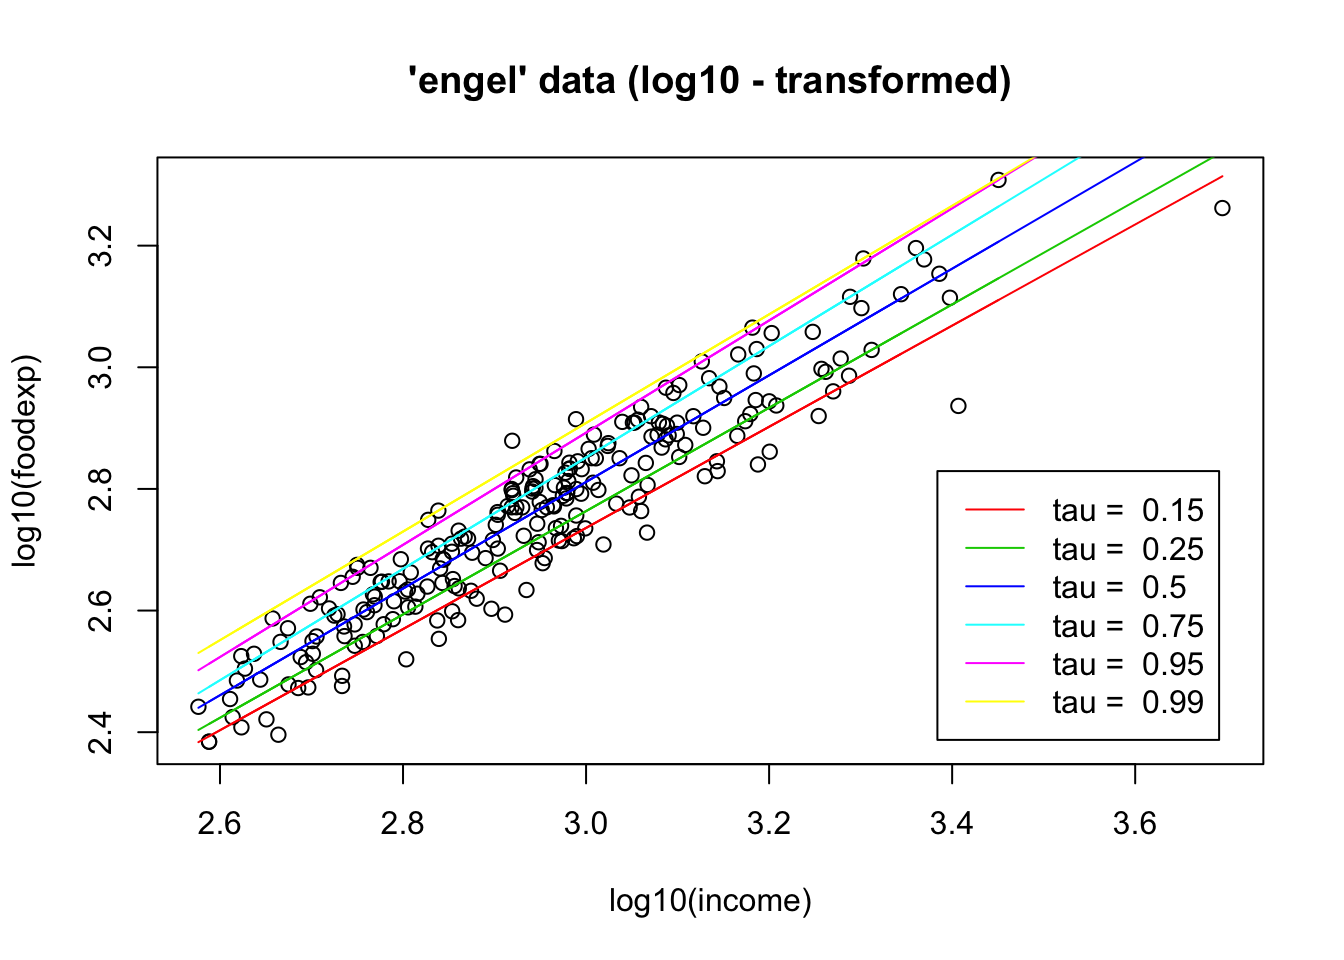 'engel' data (log10 - transformed)
log10(foodexp)
3.2
3.0
2.8
2.6
2.4
tau =  0.15
tau =  0.25
tau =  0.5
tau =  0.75
tau =  0.95
tau =  0.99
2.6 2.8 3.0 3.2 3.4 3.6
log10(income)